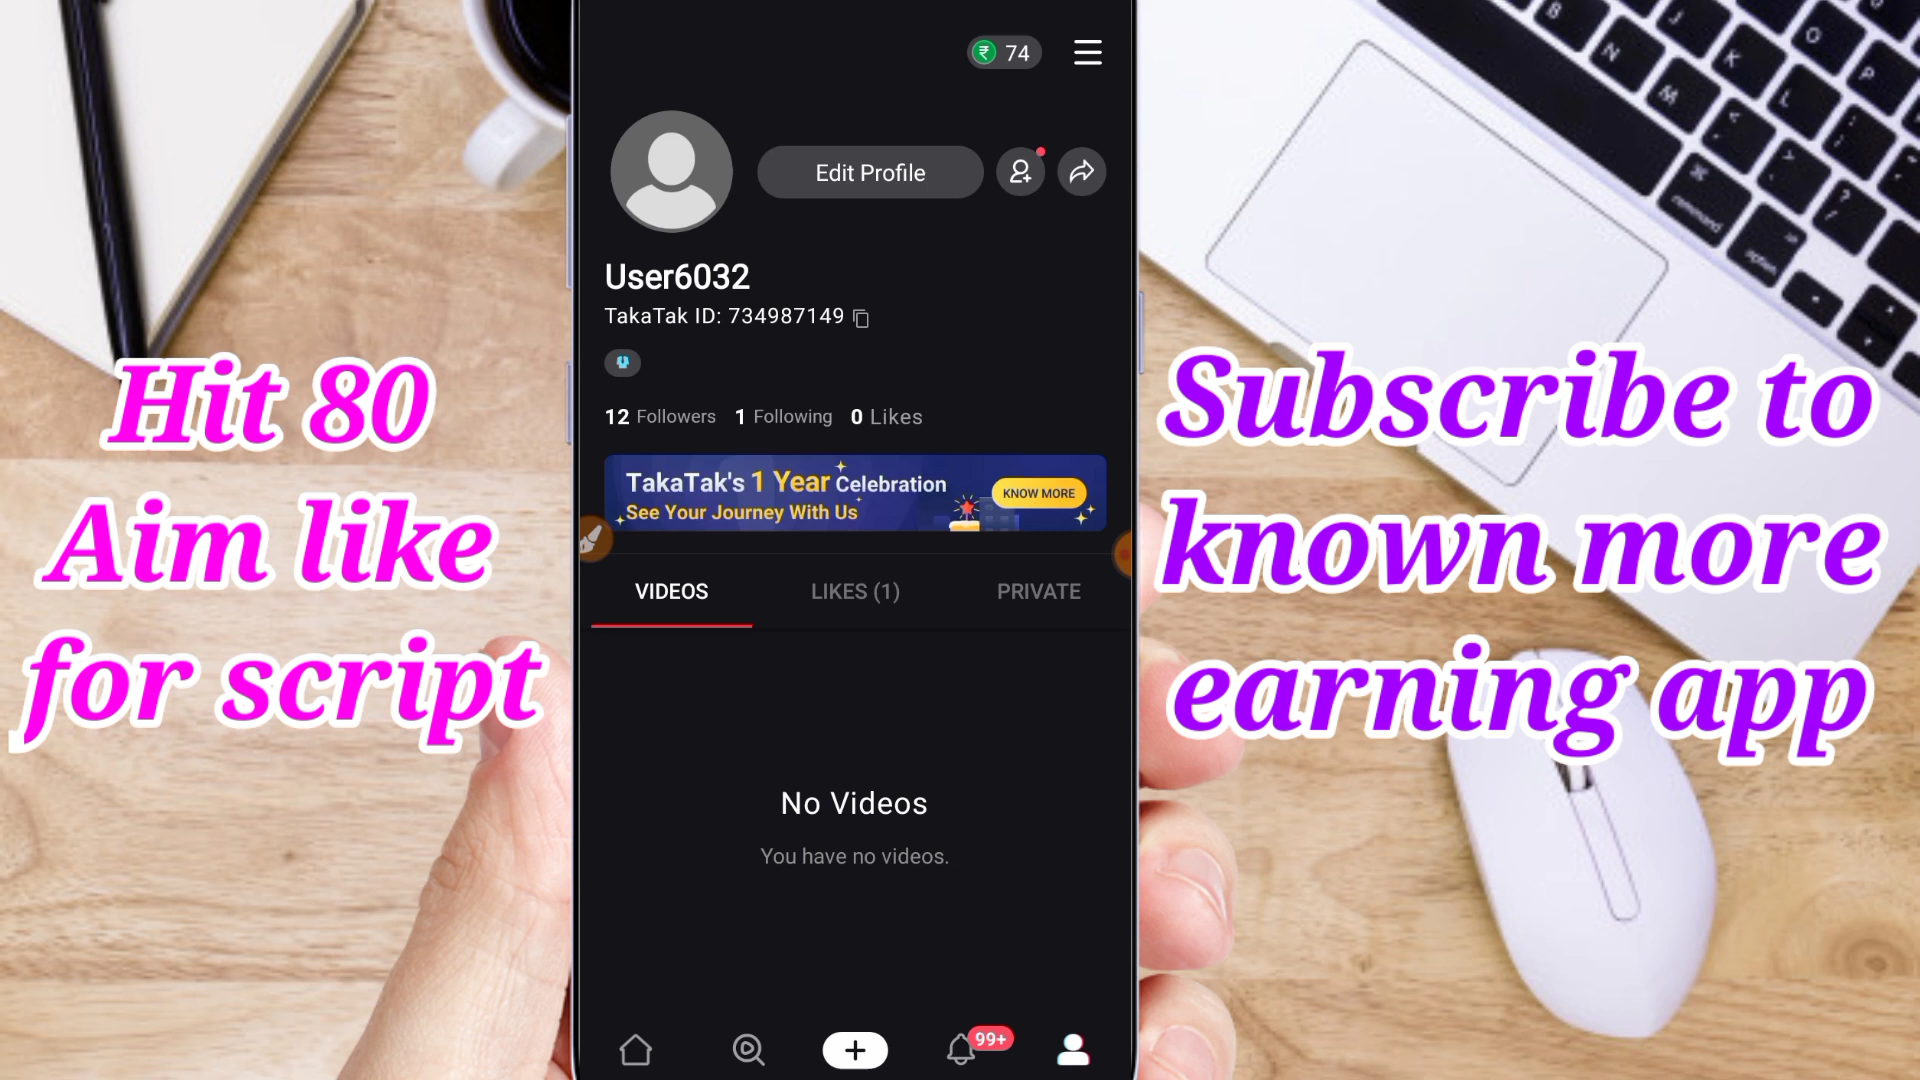 74
Edit Profile
User6032
TakaTak ID: 734987149
12 Followers 1 Following 0 Likes
TakaTak's 1 Year Celebration
See Your Journey With Us
KNOW MORE
VIDEOS LIKES (1) PRIVATE
No Videos
You have no videos.
99+
Hit 80
Aim like
for script
Subscribe to
known more
earning app
B
N
M
J
K
L
O
P
command
option